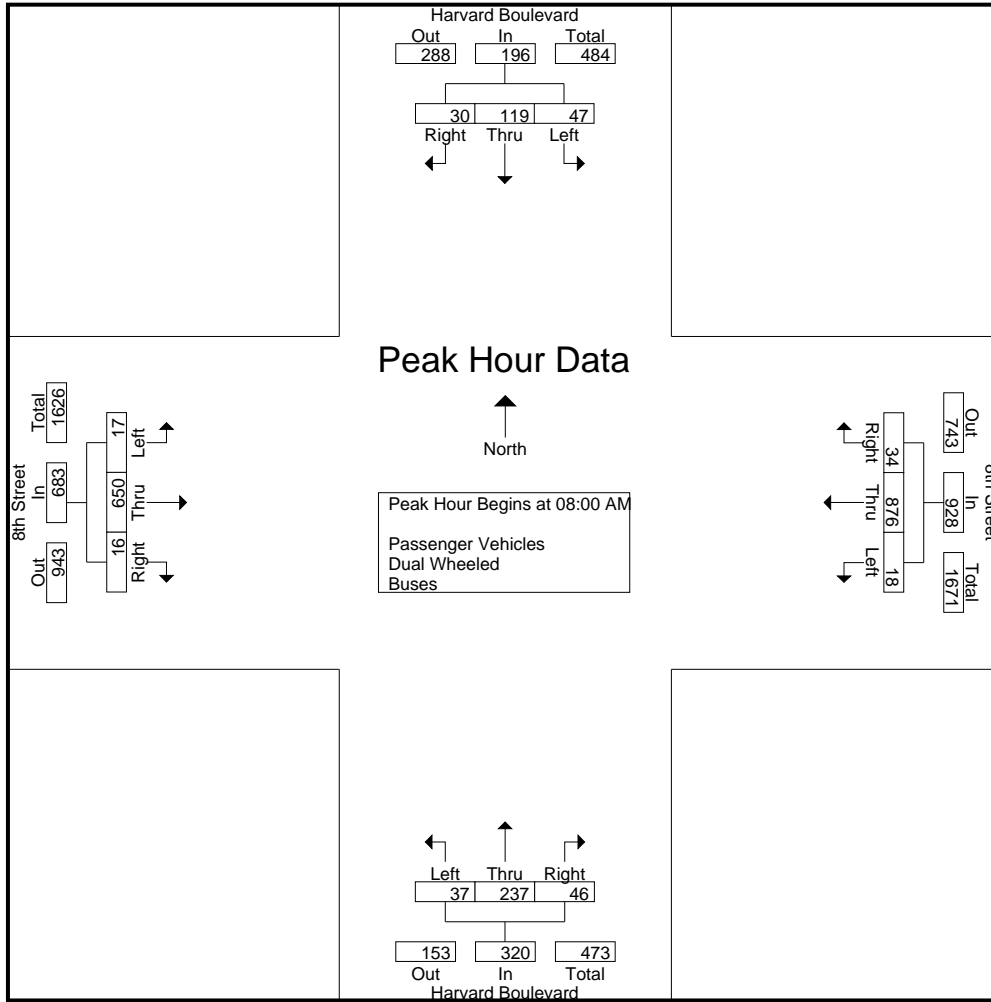 Harvard Boulevard
Out In Total
288 196 484
30 119 47
Right Thru Left
Peak Hour Data
North
Peak Hour Begins at 08:00 AM
Passenger Vehicles
Dual Wheeled
Buses
8th Street
Out In Total
943 683 1626
16 650 17
Right Thru Left
8th Street
Out In Total
743 928 1671
34 876 18
Right Thru Left
Left Thru Right
37 237 46
153 320 473
Out In Total
Harvard Boulevard